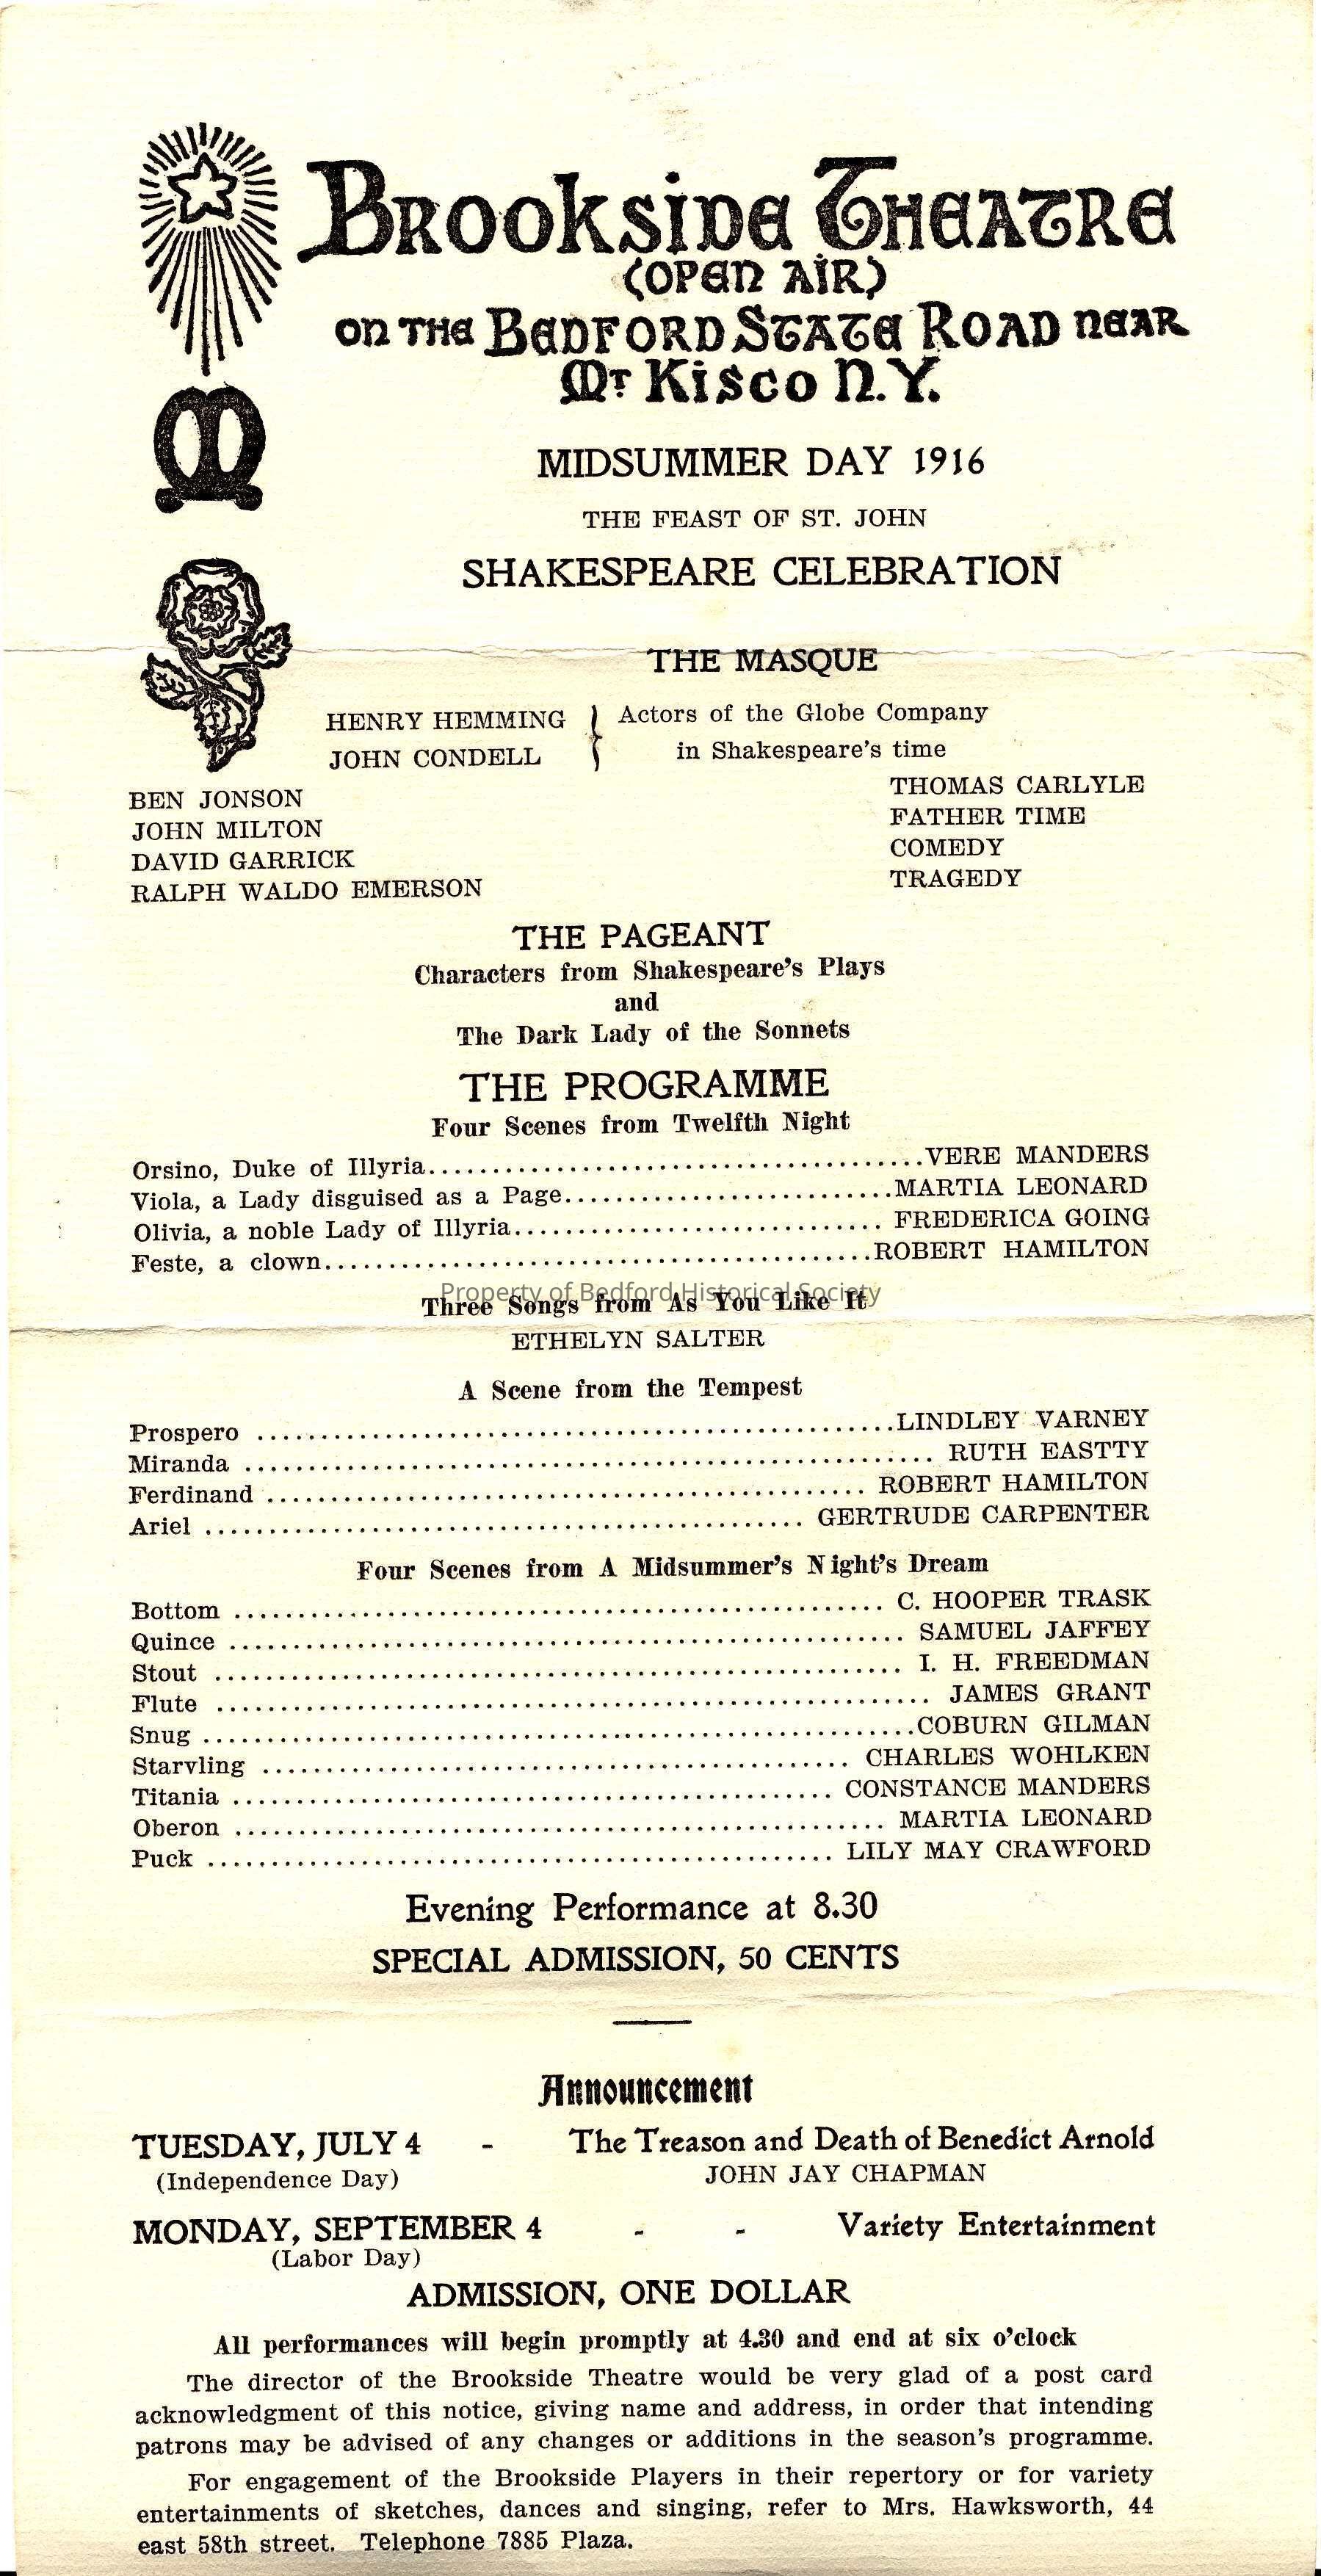 BROOKSIDE THEATRE
(OPEN AIR)
ON THE BEDFORD STATE ROAD NEAR
MT KISCO N.Y.
M
MIDSUMMER DAY 1916
THE FEAST OF ST. JOHN
SHAKESPEARE CELEBRATION
THE MASQUE
HENRY HEMMING } Actors of the Globe Company
JOHN CONDELL in Shakespeare's time
BEN JONSON THOMAS CARLYLE
JOHN MILTON FATHER TIME
DAVID GARRICK COMEDY
RALPH WALDO EMERSON TRAGEDY
THE PAGEANT
Characters from Shakespeare's Plays
and
The Dark Lady of the Sonnets
THE PROGRAMME
Four Scenes from Twelfth Night
Orsino, Duke of Illyria........................................VERE MANDERS
Viola, a Lady disguised as a Page..........................MARTIA LEONARD
Olivia, a noble Lady of Illyria............................. FREDERICA GOING
Feste, a clown............................................ROBERT HAMILTON
Property of Bedford Historical Society
Three Songs from As You Like It
ETHELYN SALTER
A Scene from the Tempest
Prospero ..................................................LINDLEY VARNEY
Miranda ...................................................... RUTH EASTTY
Ferdinand ............................................... ROBERT HAMILTON
Ariel ............................................... GERTRUDE CARPENTER
Four Scenes from A Midsummer's Night's Dream
Bottom ................................................... C. HOOPER TRASK
Quince ..................................................... SAMUEL JAFFEY
Stout ...................................................... I. H. FREEDMAN
Flute ........................................................ JAMES GRANT
Snug ........................................................COBURN GILMAN
Starvling .............................................. CHARLES WOHLKEN
Titania ............................................... CONSTANCE MANDERS
Oberon ................................................... MARTIA LEONARD
Puck ................................................. LILY MAY CRAWFORD
Evening Performance at 8.30
SPECIAL ADMISSION, 50 CENTS
Announcement
TUESDAY, JULY 4 - The Treason and Death of Benedict Arnold
(Independence Day) JOHN JAY CHAPMAN
MONDAY, SEPTEMBER 4 - - Variety Entertainment
(Labor Day)
ADMISSION, ONE DOLLAR
All performances will begin promptly at 4.30 and end at six o'clock
The director of the Brookside Theatre would be very glad of a post card
acknowledgment of this notice, giving name and address, in order that intending
patrons may be advised of any changes or additions in the season's programme.
For engagement of the Brookside Players in their repertory or for variety
entertainments of sketches, dances and singing, refer to Mrs. Hawksworth, 44
east 58th street. Telephone 7885 Plaza.